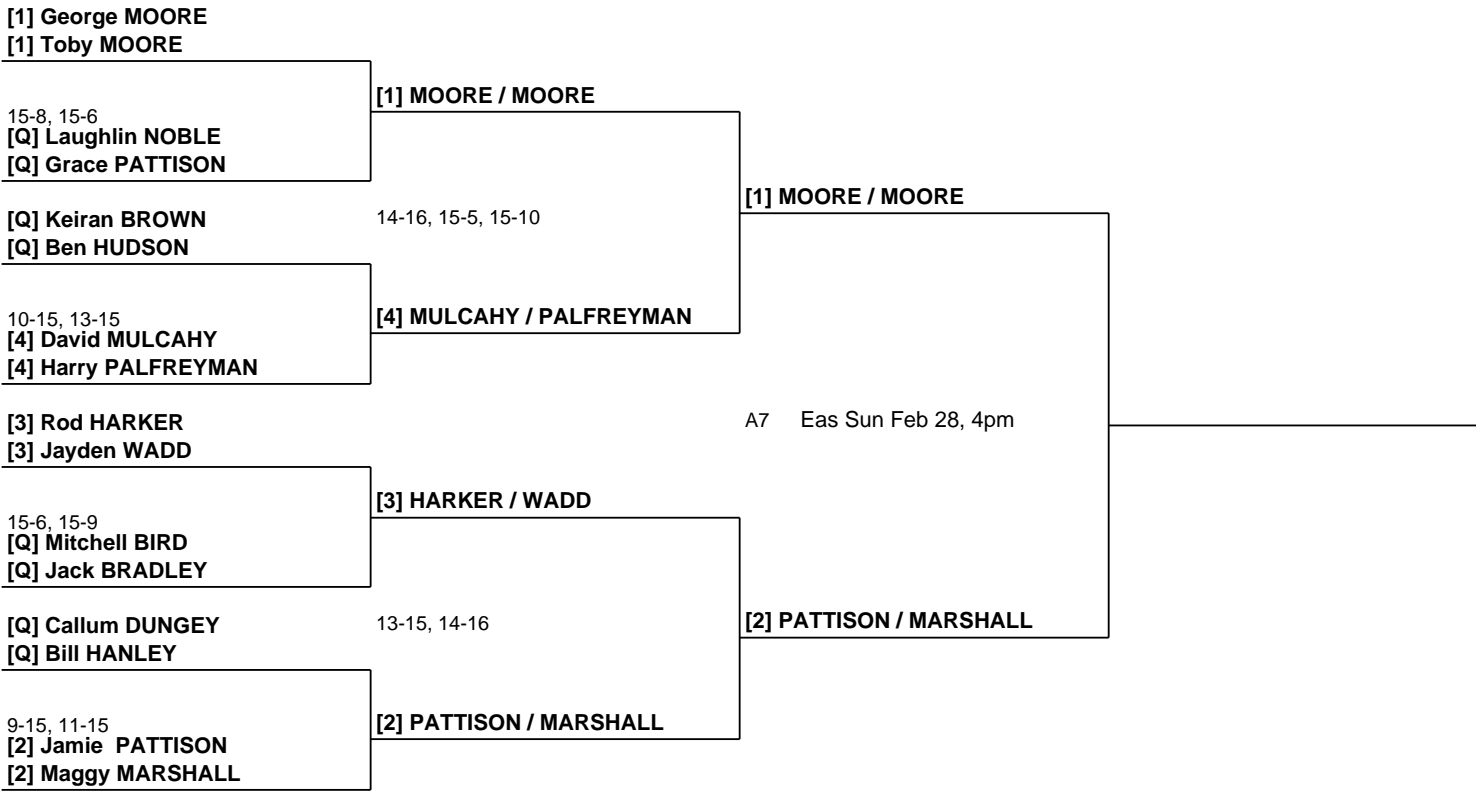 [1] George MOORE
[1] Toby MOORE
15-8, 15-6
[Q] Laughlin NOBLE
[Q] Grace PATTISON
[Q] Keiran BROWN
[Q] Ben HUDSON
10-15, 13-15
[4] David MULCAHY
[4] Harry PALFREYMAN
[3] Rod HARKER
[3] Jayden WADD
15-6, 15-9
[Q] Mitchell BIRD
[Q] Jack BRADLEY
[Q] Callum DUNGEY
[Q] Bill HANLEY
9-15, 11-15
[2] Jamie PATTISON
[2] Maggy MARSHALL
[1] MOORE / MOORE
14-16, 15-5, 15-10
[4] MULCAHY / PALFREYMAN
[3] HARKER / WADD
13-15, 14-16
[2] PATTISON / MARSHALL
[1] MOORE / MOORE
A7 Eas Sun Feb 28, 4pm
[2] PATTISON / MARSHALL